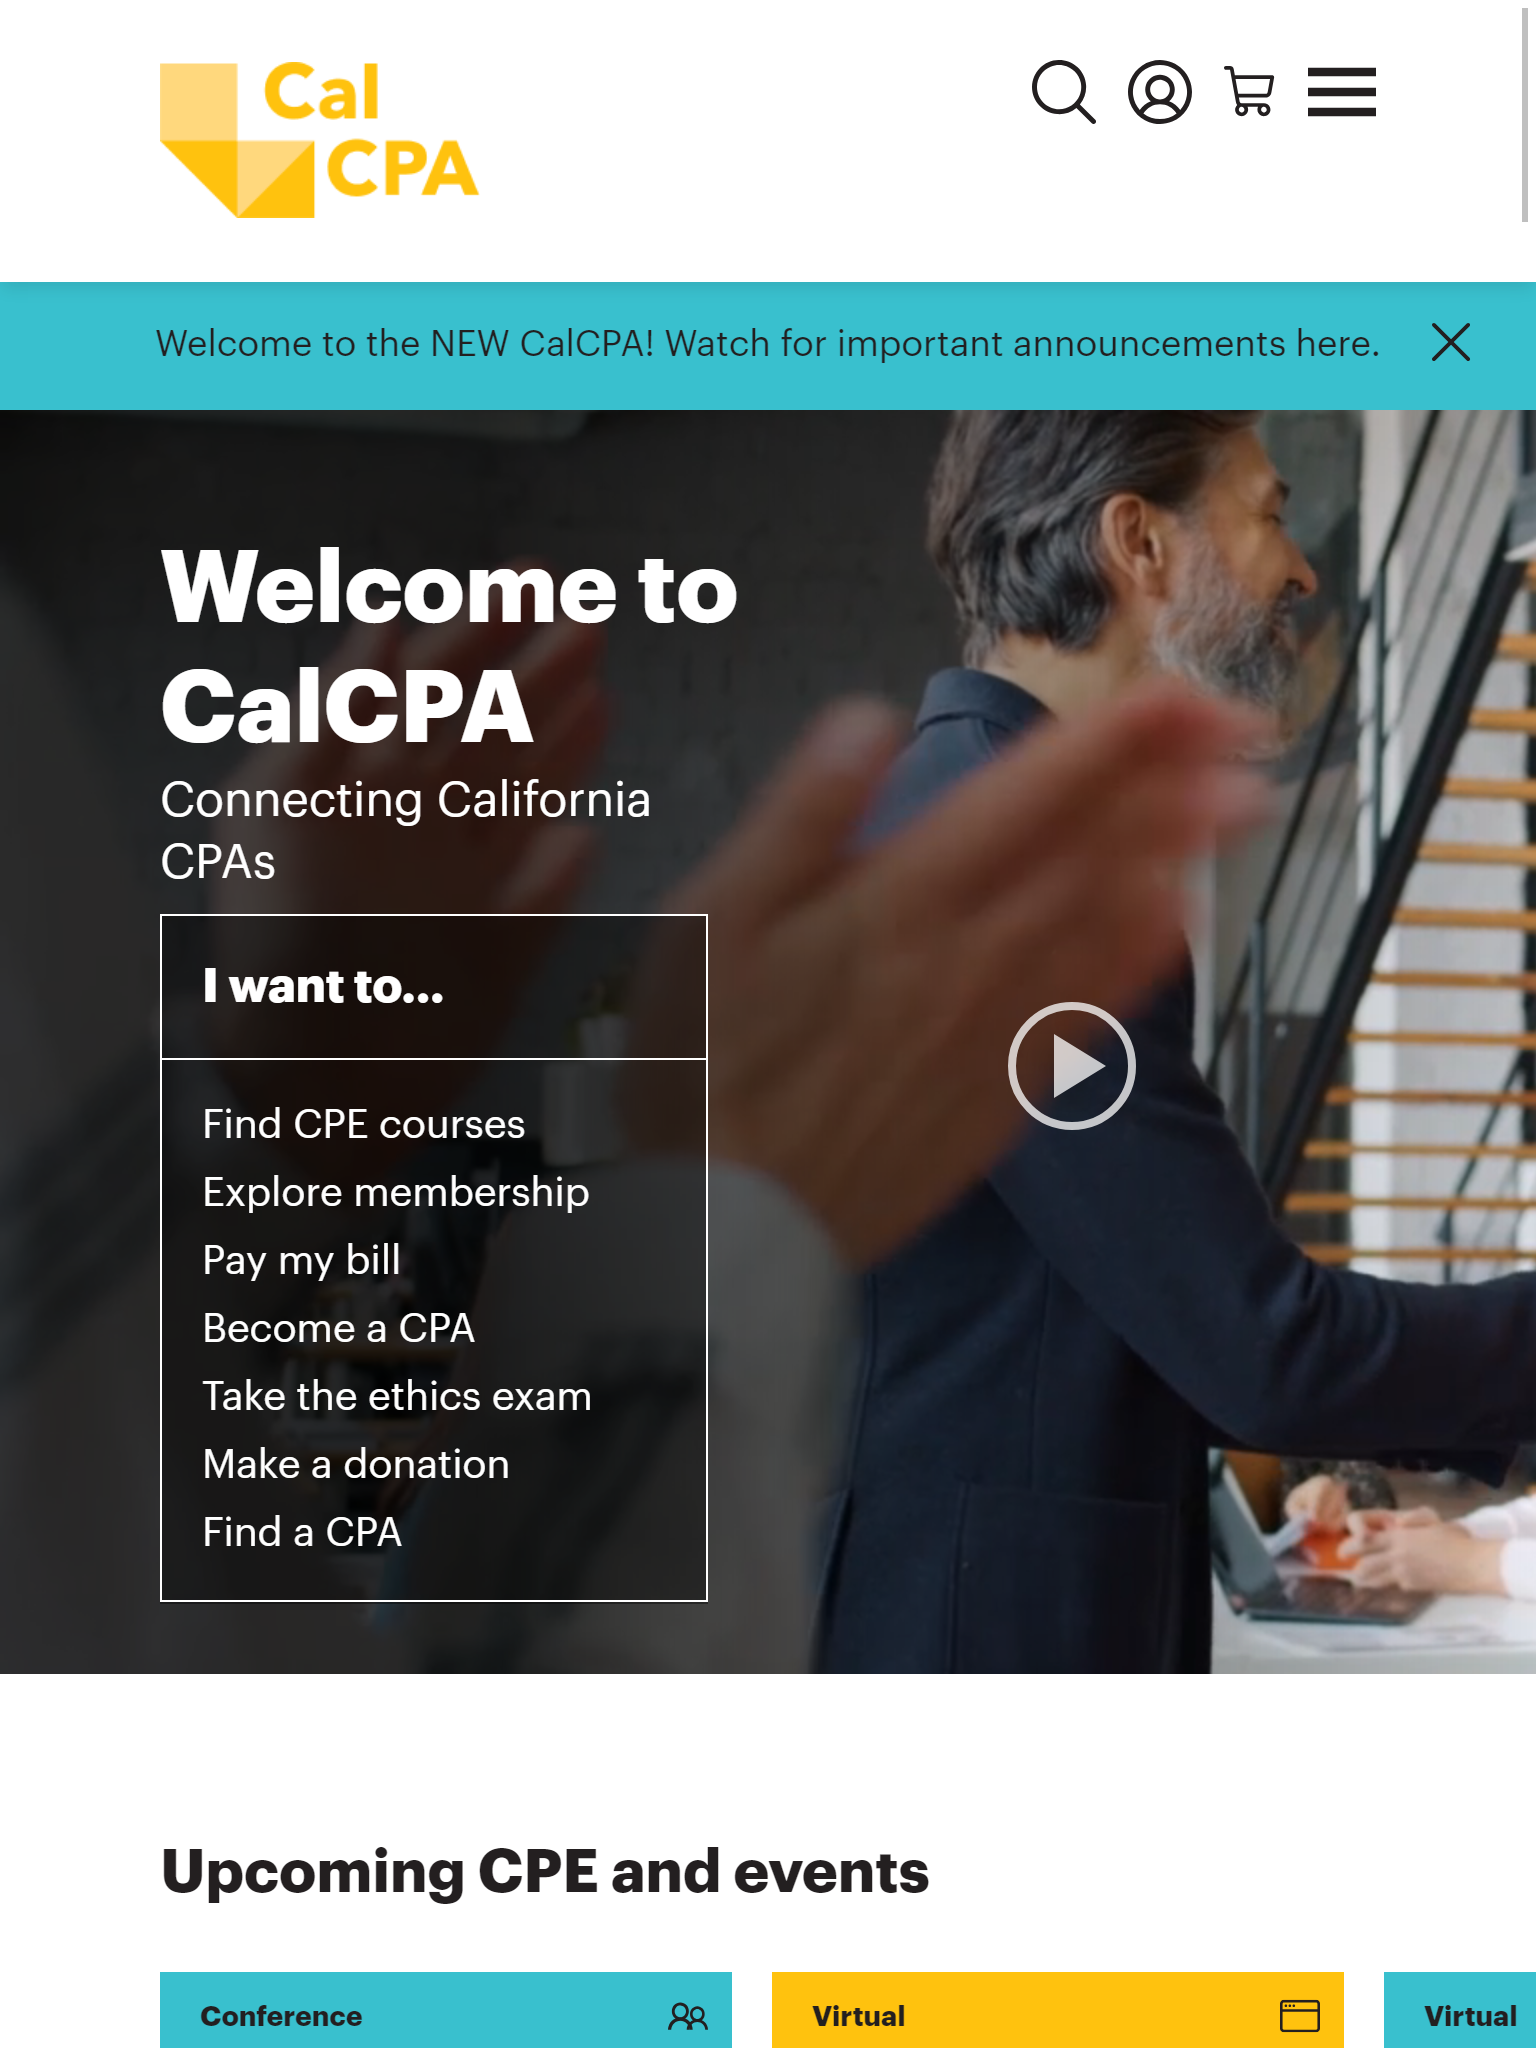 Cal
CPA
Welcome to the NEW CalCPA! Watch for important announcements here.
Welcome to
CalCPA
Connecting California
CPAs
I want to...
Find CPE courses
Explore membership
Pay my bill
Become a CPA
Take the ethics exam
Make a donation
Find a CPA
Upcoming CPE and events
Conference
Virtual
Virtual